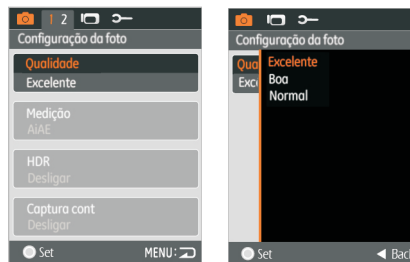 1 2
Configuração da foto
Qualidade
Excelente
Medição
AiAE
HDR
Desligar
Captura cont
Desligar
Set MENU:
Configuração da foto
Qua
Exce
Excelente
Boa
Normal
Set Back